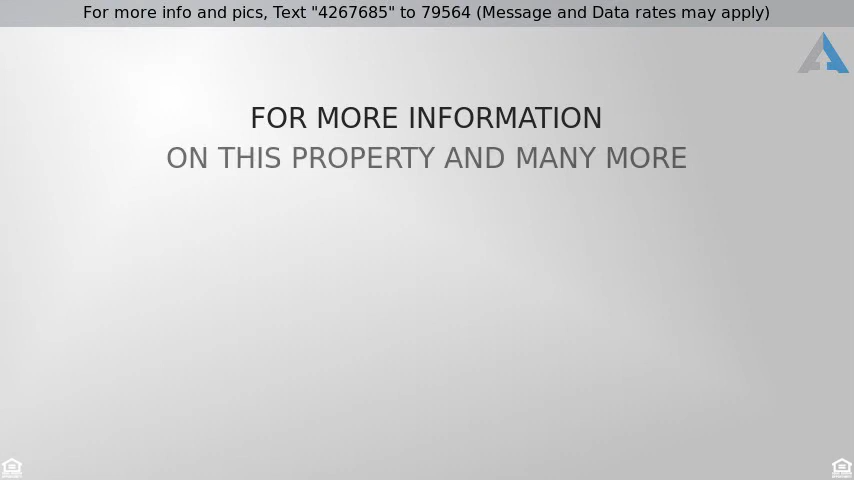 For more info and pics, Text "4267685" to 79564 (Message and Data rates may apply)
FOR MORE INFORMATION
ON THIS PROPERTY AND MANY MORE